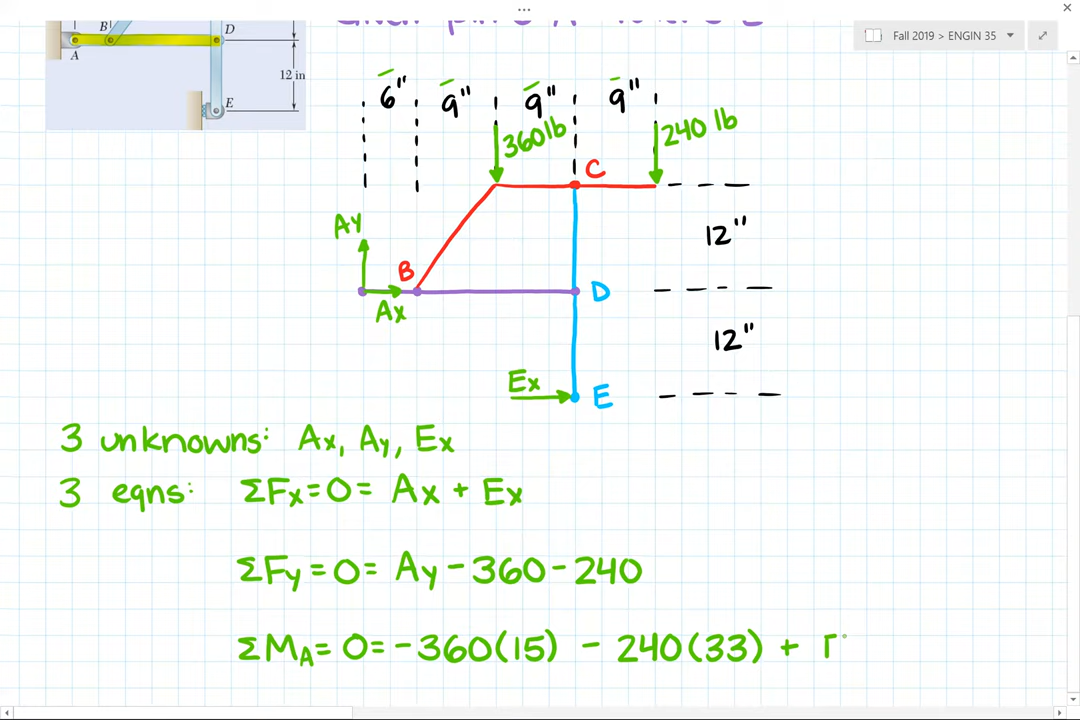 Fall 2019 > ENGIN 35
B
D
A
12 in
E
6" 9" 9" 9"
360lb
240 lb
C
Ay
12"
B
D
Ax
12"
Ex
E
3 unknowns: Ax, Ay, Ex
3 eqns: ΣFx=0= Ax + Ex
ΣFy=0= Ay -360-240
ΣMA=0=-360(15) - 240(33) +